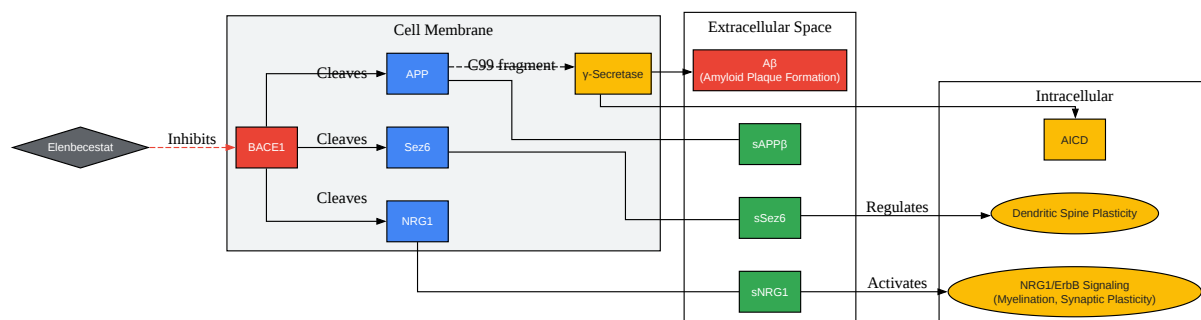 Cell Membrane
Extracellular Space
Cleaves
APP
C99 fragment
γ-Secretase
Aβ
(Amyloid Plaque Formation)
Intracellular
Elenbecestat
Inhibits
BACE1
Cleaves
Sez6
sAPPβ
AICD
Cleaves
NRG1
sSez6
Regulates
Dendritic Spine Plasticity
sNRG1
Activates
NRG1/ErbB Signaling
(Myelination, Synaptic Plasticity)